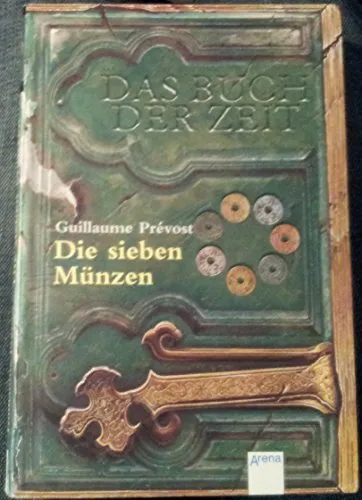 DAS BUCH
DER ZEIT
Guillaume Prévost
Die sieben
Münzen
Arena